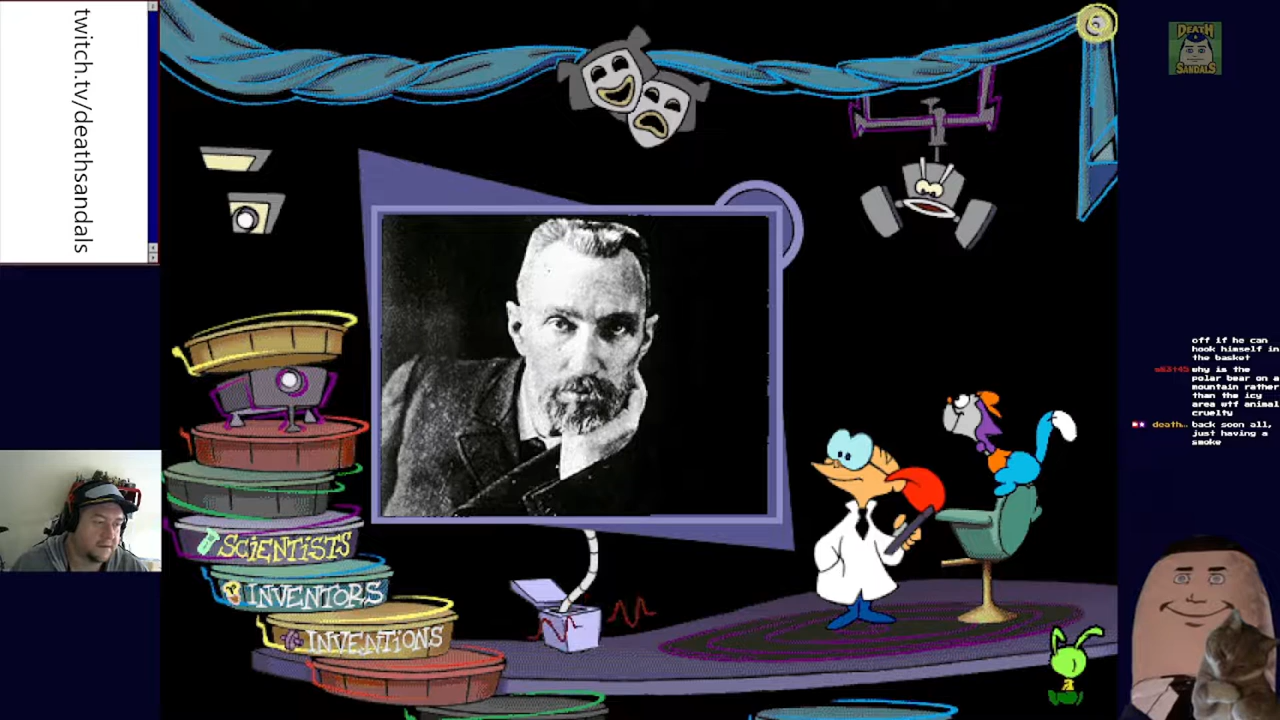 twitch.tv/deathsandals
DEATH
SANDALS
SCIENTISTS
INVENTORS
INVENTIONS
off if he can
hook himself in
the basket
why is the
polar bear on a
mountain rather
than the icy
area wtf animal
cruelty
death... back soon all,
just having a
smoke